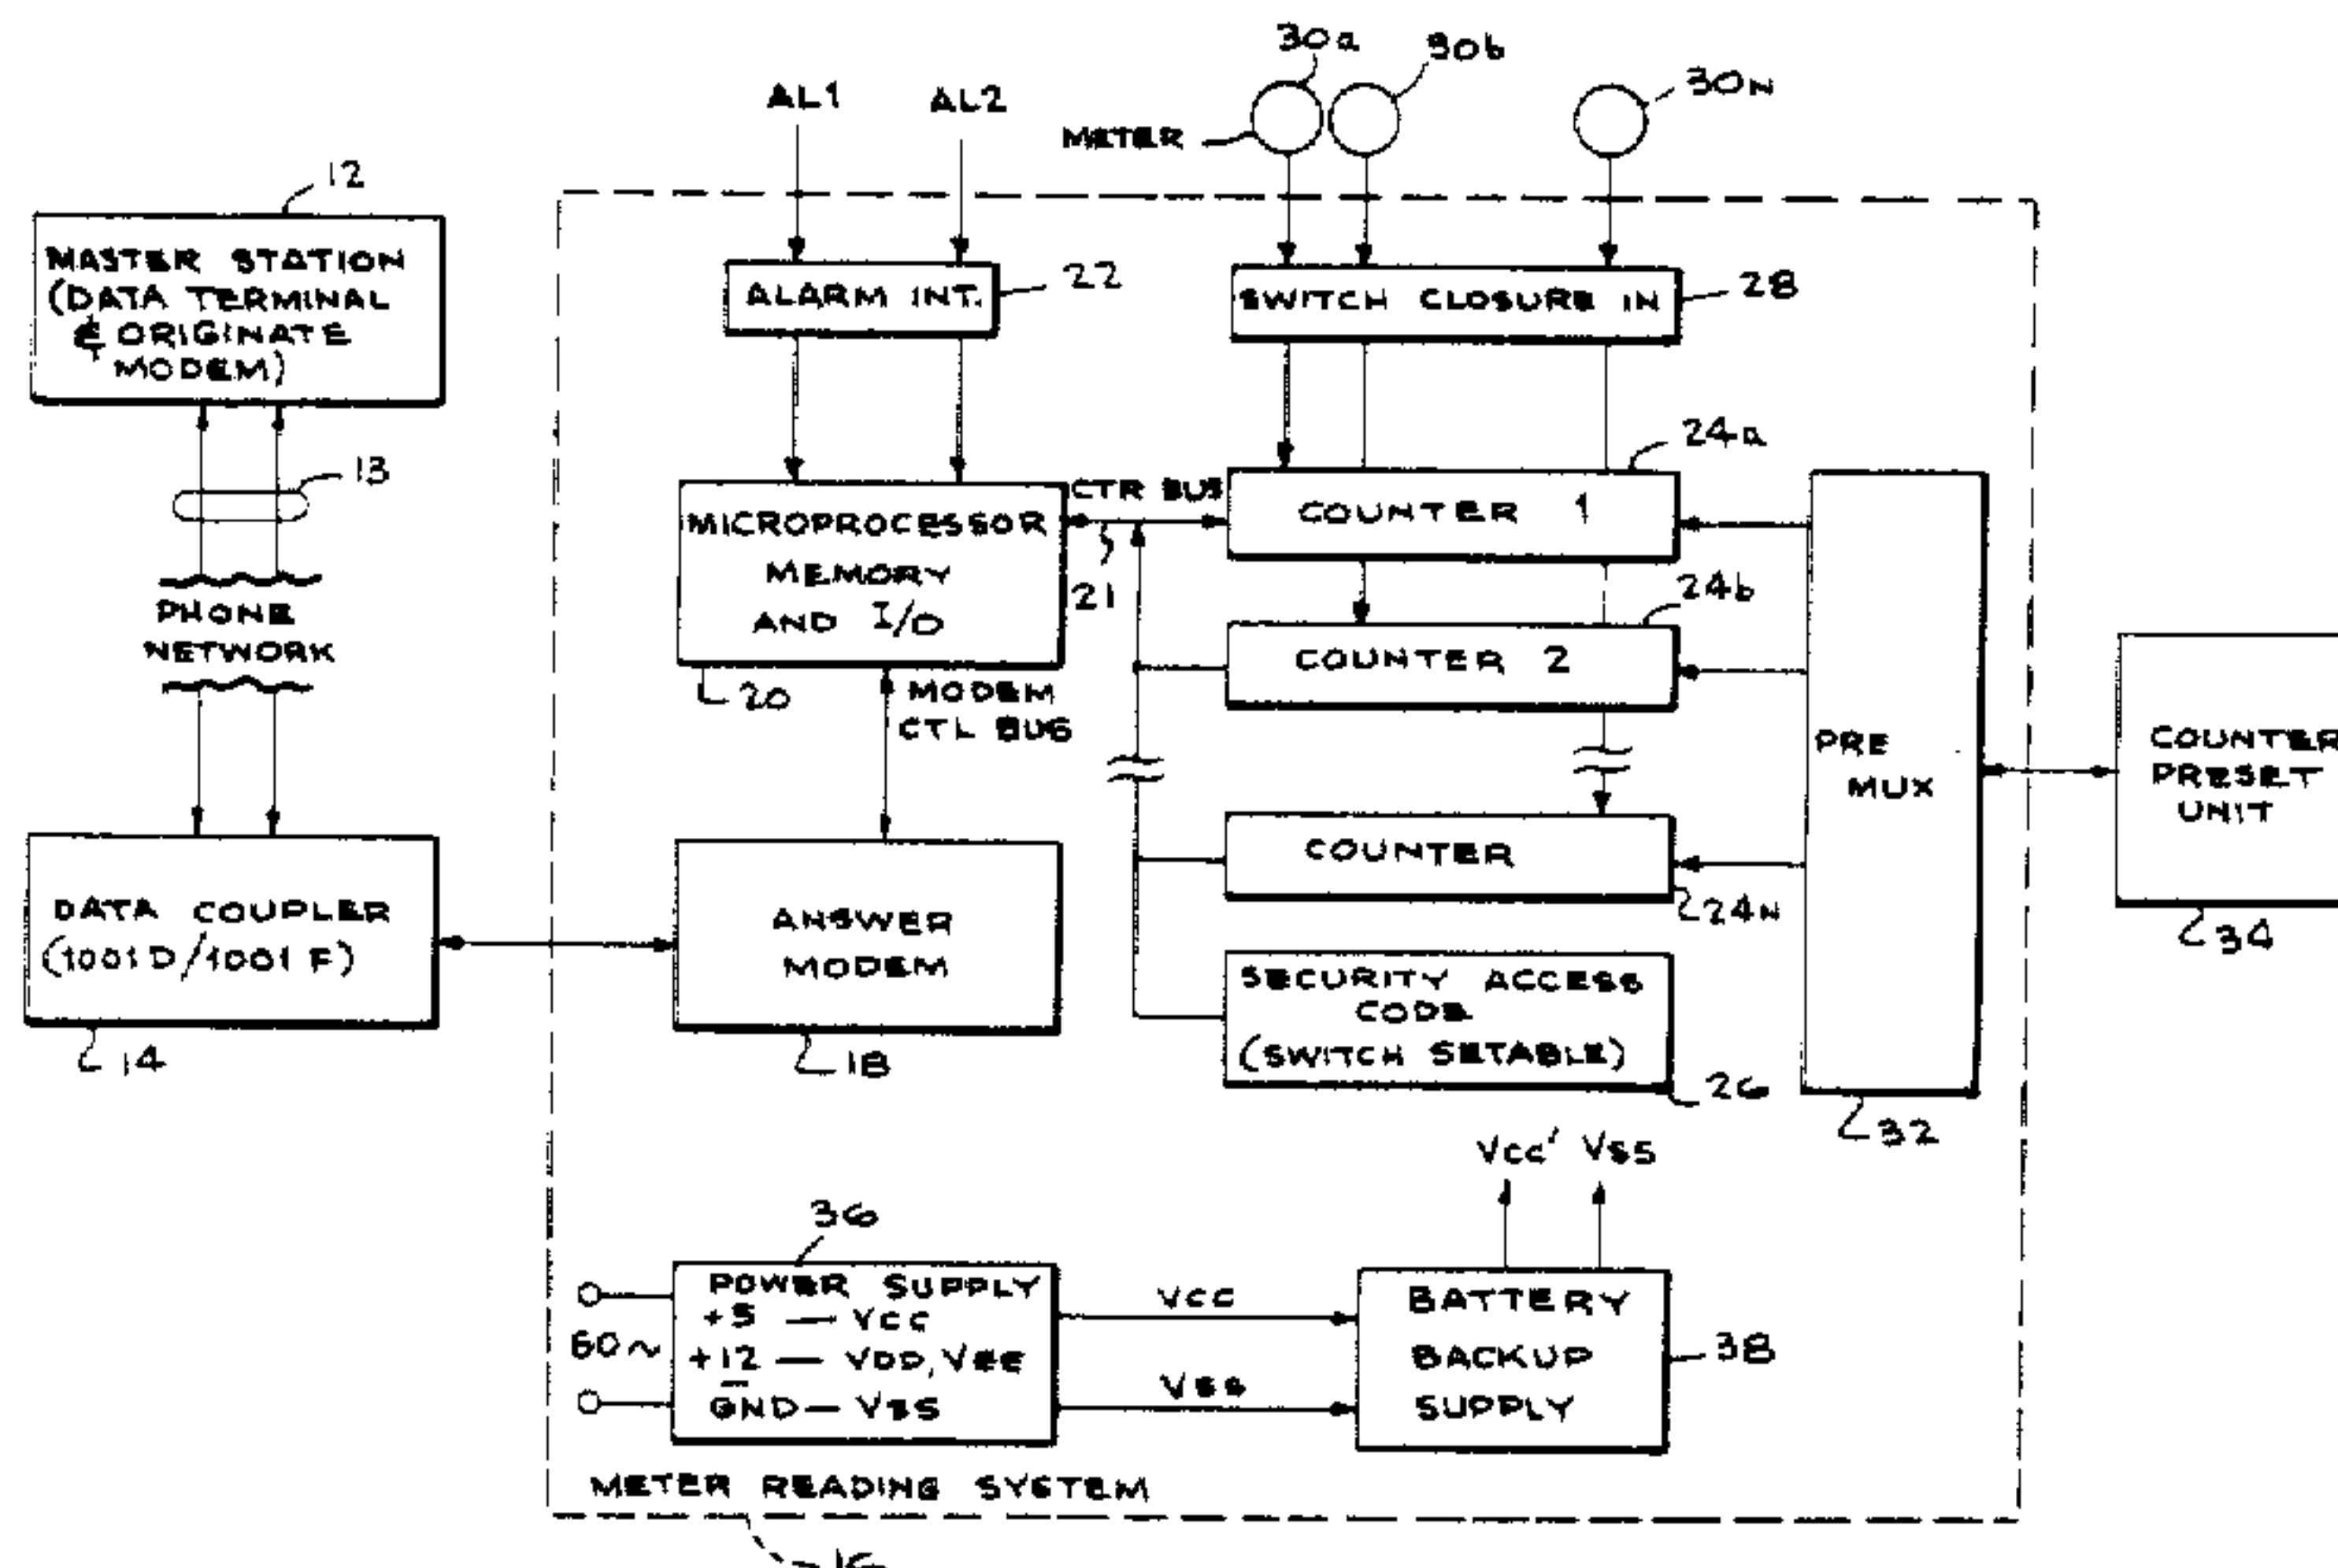 30a
30b
30N
AL1
AL2
METER
12
MASTER STATION
(DATA TERMINAL
& ORIGINATE
MODEM)
ALARM INT.
22
SWITCH CLOSURE IN
28
13
PHONE
NETWORK
MICROPROCESSOR
MEMORY
AND I/O
20
CTR BUS
21
24a
COUNTER 1
24b
COUNTER 2
MODEM
CTL BUS
COUNTER
24N
PRE
MUX
32
COUNTER
PRESET
UNIT
34
DATA COUPLER
(1001D/1001F)
14
ANSWER
MODEM
18
SECURITY ACCESS
CODE
(SWITCH SETABLE)
26
Vcc' Vss
36
POWER SUPPLY
+5 — VCC
±12 — VDD, VEE
GND — VSS
60~
VCC
VSS
BATTERY
BACKUP
SUPPLY
38
METER READING SYSTEM
16